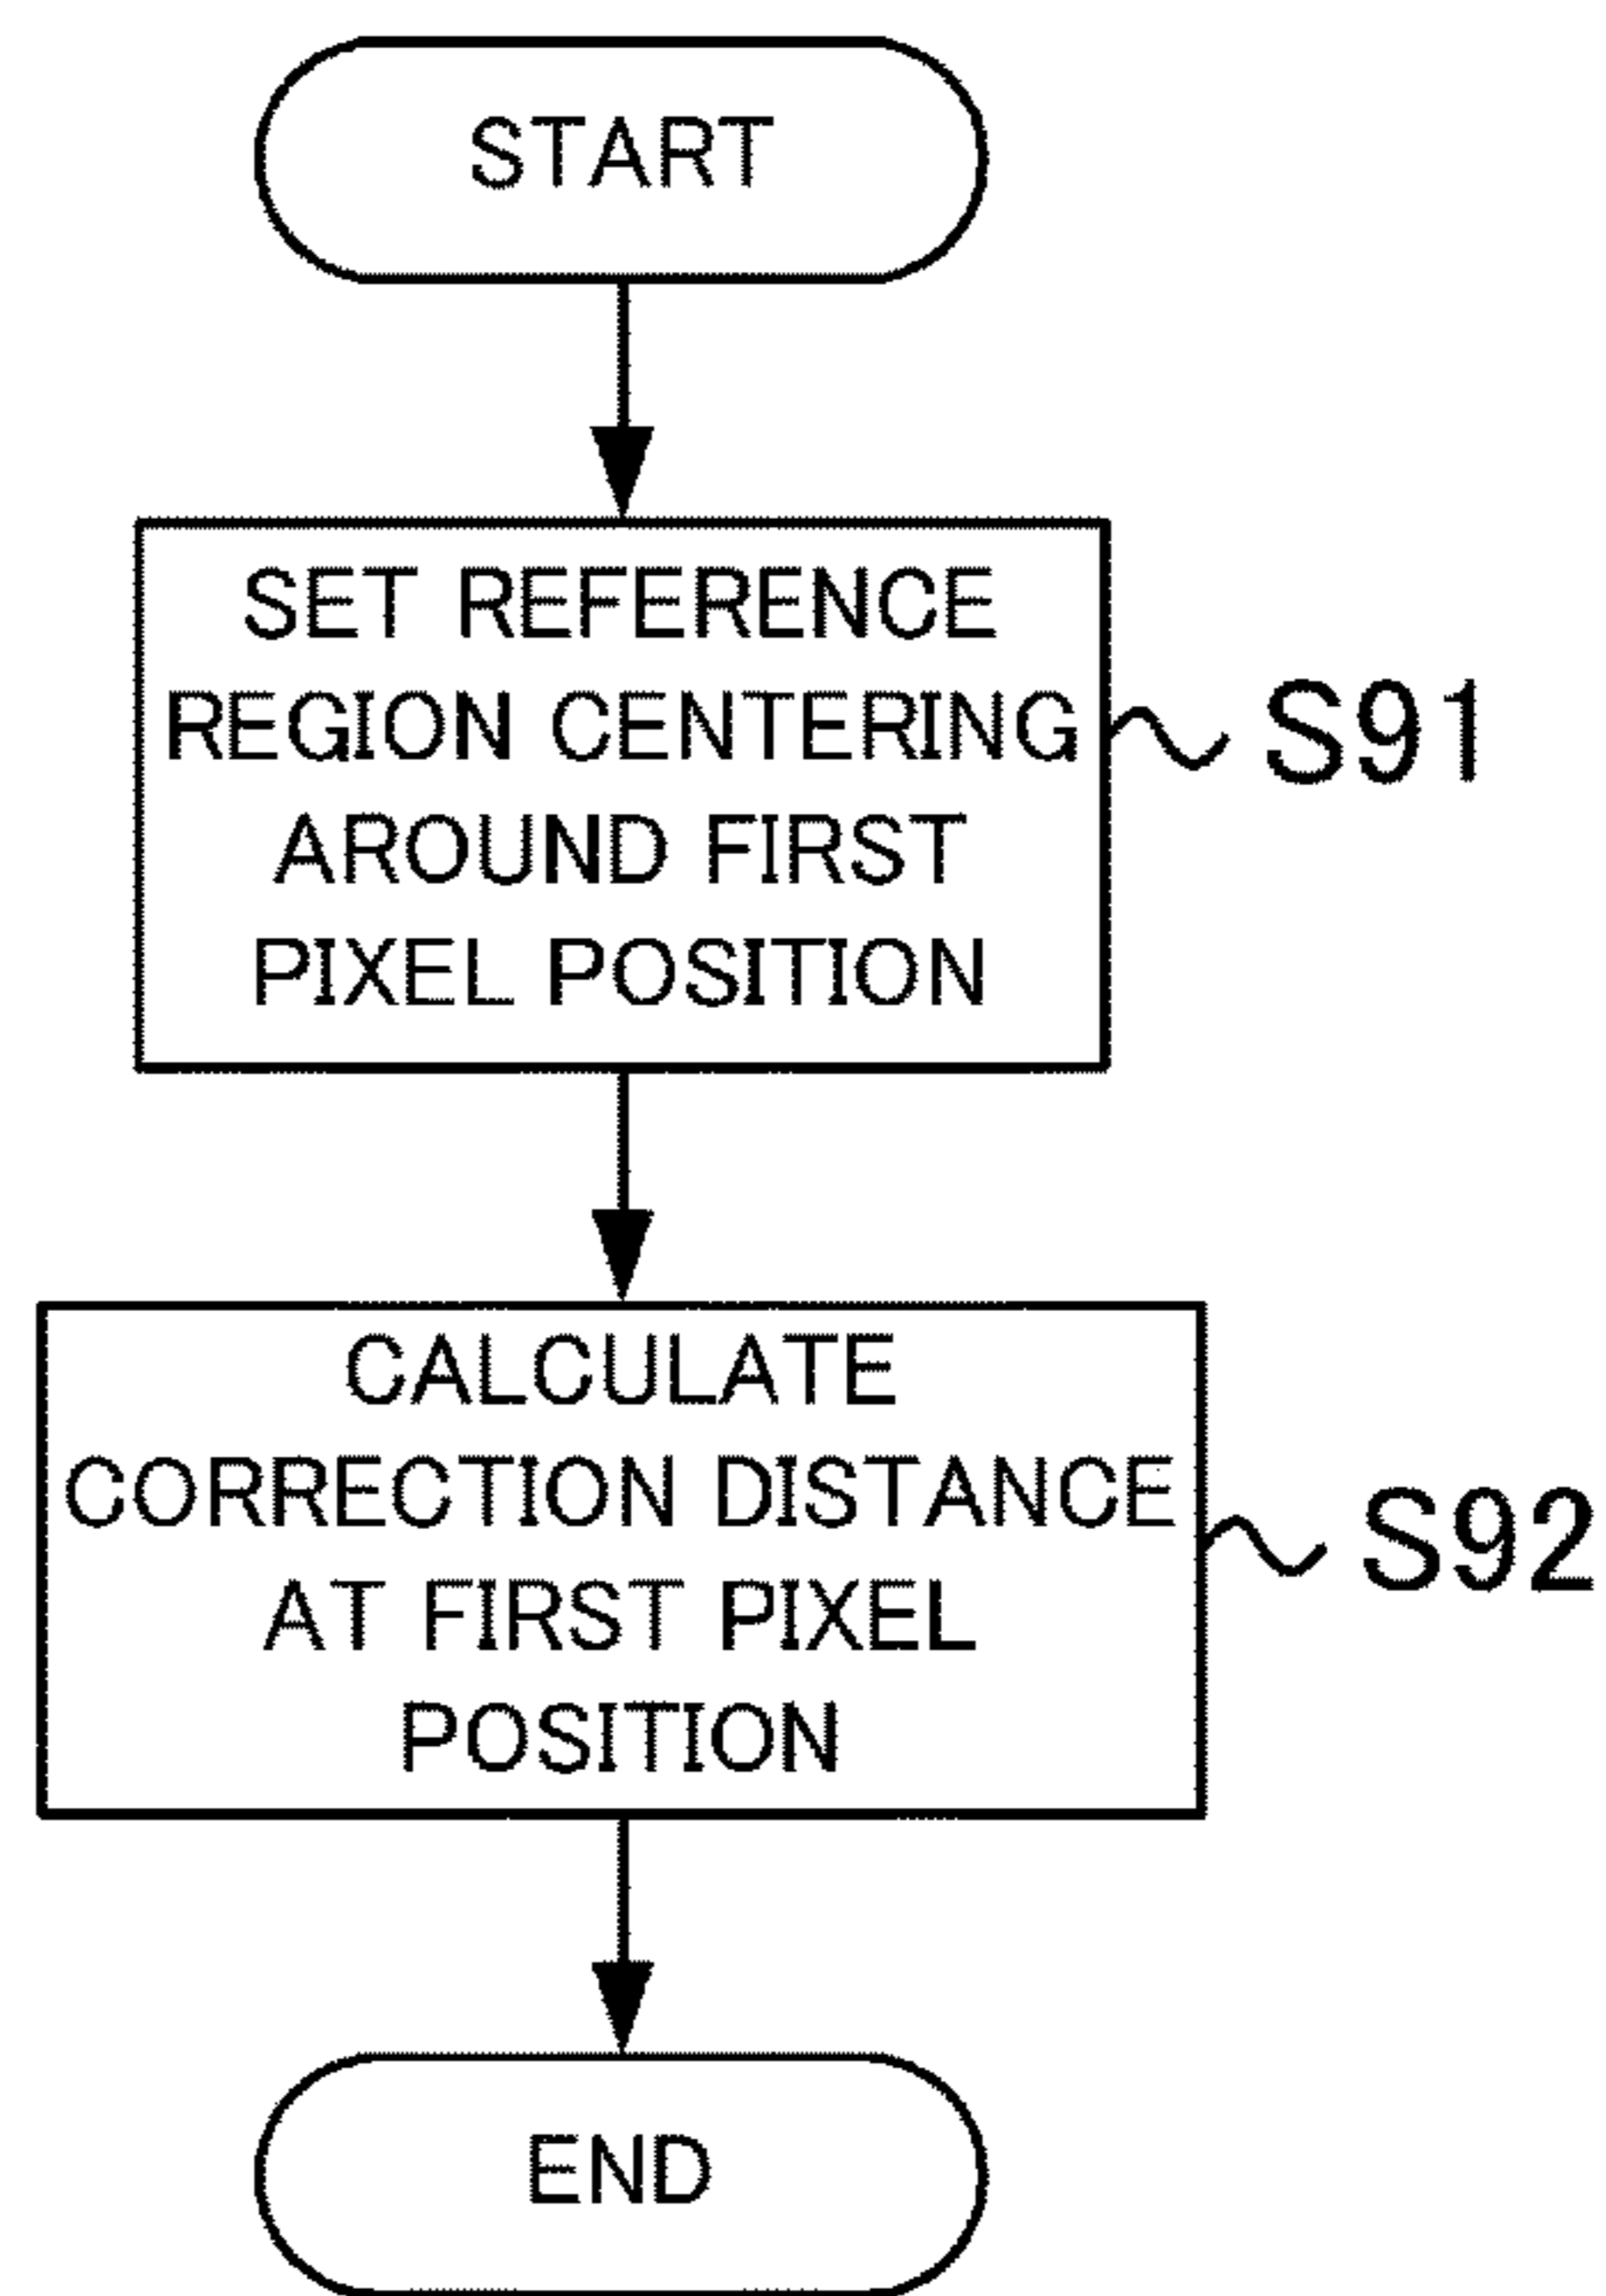 START
SET REFERENCE
REGION CENTERING
AROUND FIRST
PIXEL POSITION
S91
CALCULATE
CORRECTION DISTANCE
AT FIRST PIXEL
POSITION
S92
END